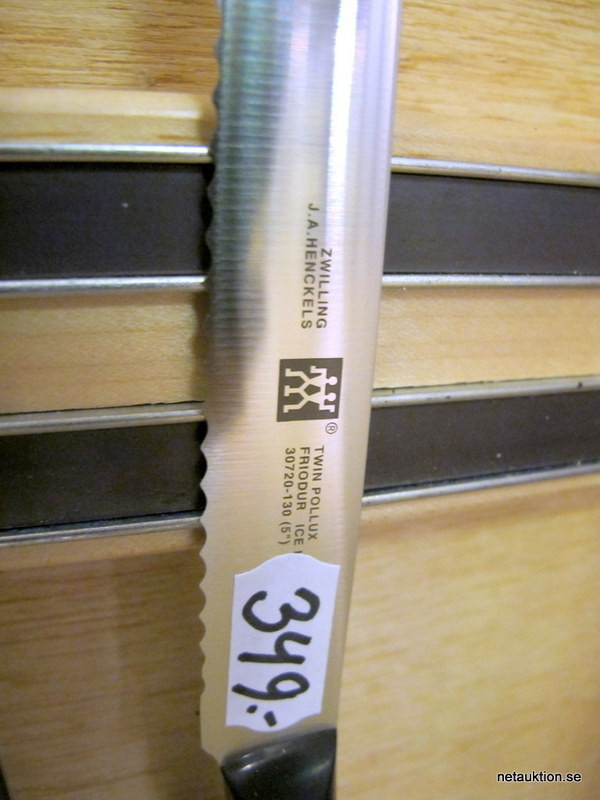 ZWILLING
J.A.HENCKELS
®
TWIN POLLUX
FRIODUR ICE
30720-130 (5")
349:-
netauktion.se